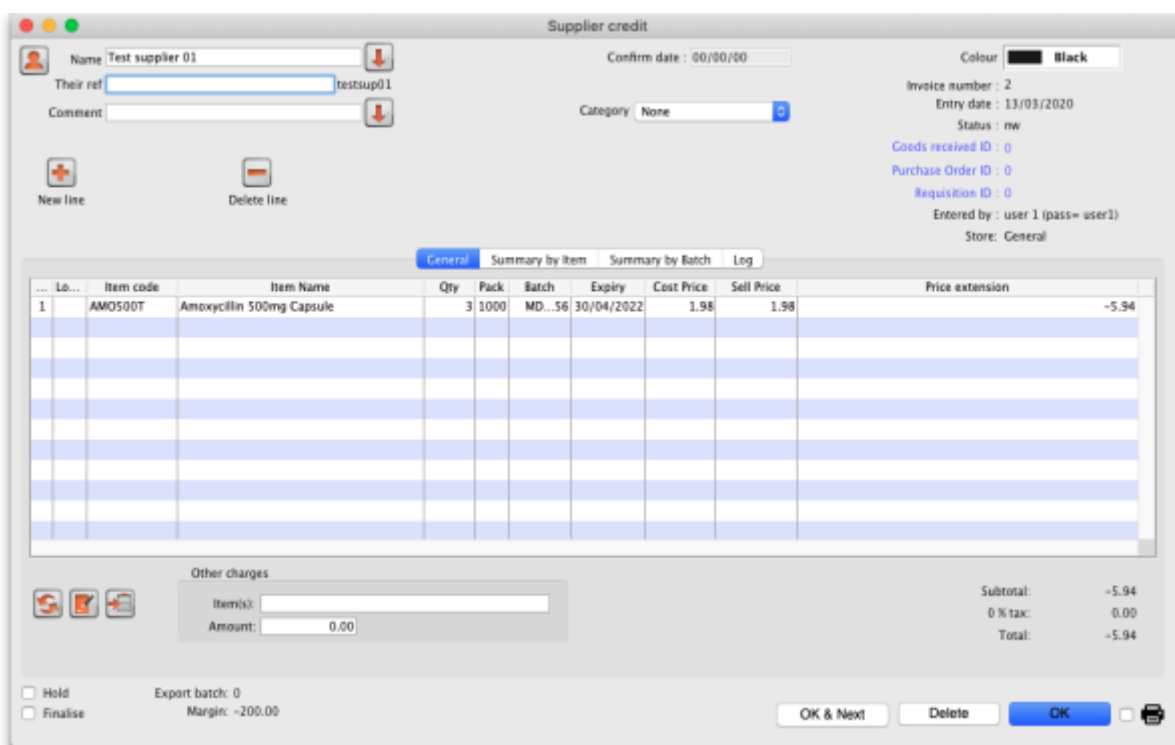 Supplier credit
Name Test supplier 01
Confirm date : 00/00/00
Colour Black
Their ref testsup01
Invoice number : 2
Comment
Category None
Entry date : 13/03/2020
Status : nw
Goods received ID : 0
Purchase Order ID : 0
Requisition ID : 0
New line Delete line
Entered by : user 1 (pass= user1)
Store: General
General Summary by Item Summary by Batch Log
... Lo... Item code Item Name Qty Pack Batch Expiry Cost Price Sell Price Price extension
1 AMO500T Amoxycillin 500mg Capsule 3 1000 MD...56 30/04/2022 1.98 1.98 -5.94
Other charges
Item(s):
Amount: 0.00
Subtotal: -5.94
0 % tax: 0.00
Total: -5.94
Hold Export batch: 0
Finalise Margin: -200.00
OK & Next Delete OK